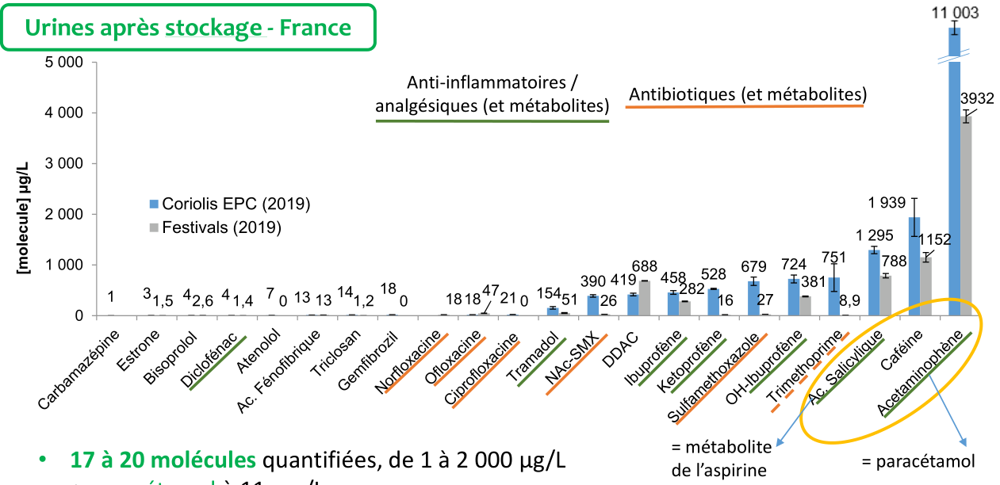 Urines après stockage - France
11 003
5 000
4 000
3 000
2 000
1 000
0
[molecule] µg/L
Anti-inflammatoires /
analgésiques (et métabolites)
Antibiotiques (et métabolites)
Coriolis EPC (2019)
Festivals (2019)
3932
1 939
1152
1 295
788
751
8,9
724
381
679
27
528
16
458
282
419
688
390
26
154
51
21
0
18
47
18
18
0
14
1,2
13
13
7
0
4
1,4
4
2,6
3
1,5
1
Carbamazépine
Estrone
Bisoprolol
Diclofénac
Atenolol
Ac. Fénofibrique
Triclosan
Gemfibrozil
Norfloxacine
Ofloxacine
Ciprofloxacine
Tramadol
NAc-SMX
DDAC
Ibuprofène
Ketoprofène
Sulfamethoxazole
OH-Ibuprofène
Trimethoprime
Ac. Salicylique
Caféine
Acetaminophène
= métabolite
de l’aspirine
= paracétamol
• 17 à 20 molécules quantifiées, de 1 à 2 000 µg/L